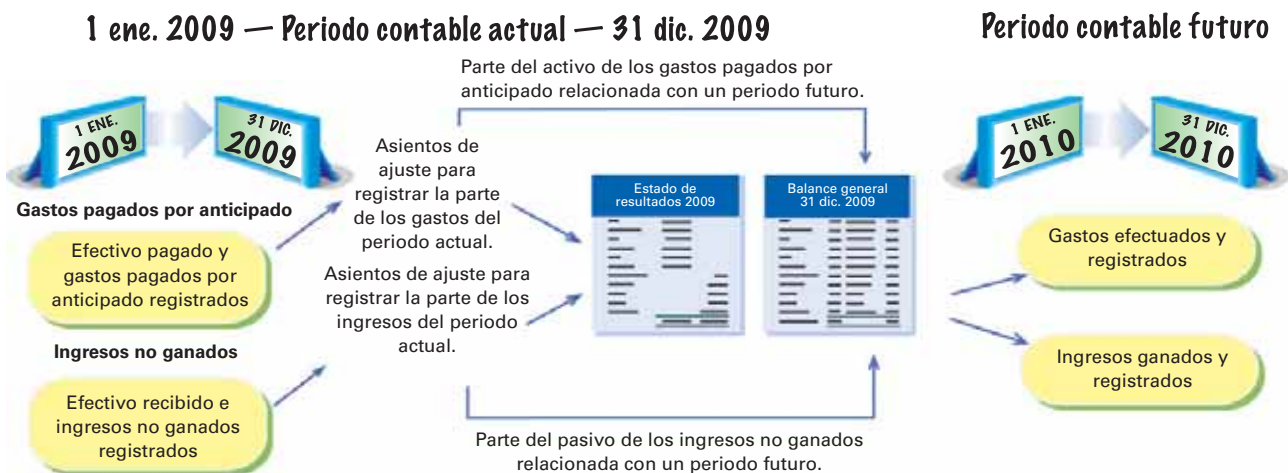 1 ene. 2009 — Periodo contable actual — 31 dic. 2009
Periodo contable futuro
Parte del activo de los gastos pagados por
anticipado relacionada con un periodo futuro.
1 ENE.
2009
31 DIC.
2009
1 ENE.
2010
31 DIC.
2010
Gastos pagados por anticipado
Efectivo pagado y
gastos pagados por
anticipado registrados
Asientos de
ajuste para
registrar la parte
de los gastos del
periodo actual.
Asientos de ajuste para
registrar la parte de los
ingresos del periodo
actual.
Ingresos no ganados
Efectivo recibido e
ingresos no ganados
registrados
Estado de
resultados 2009
Balance general
31 dic. 2009
Gastos efectuados y
registrados
Ingresos ganados y
registrados
Parte del pasivo de los ingresos no ganados
relacionada con un periodo futuro.